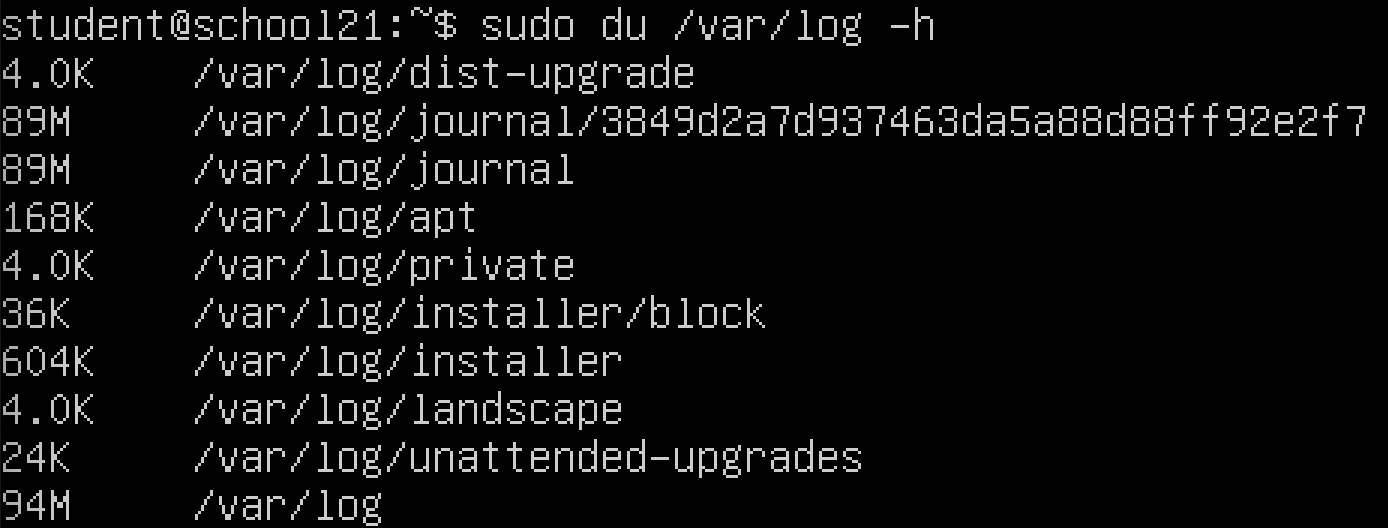 student@school21:~$ sudo du /var/log -h
4.0K    /var/log/dist-upgrade
89M     /var/log/journal/3849d2a7d937463da5a88d88ff92e2f7
89M     /var/log/journal
168K    /var/log/apt
4.0K    /var/log/private
36K     /var/log/installer/block
604K    /var/log/installer
4.0K    /var/log/landscape
24K     /var/log/unattended-upgrades
94M     /var/log